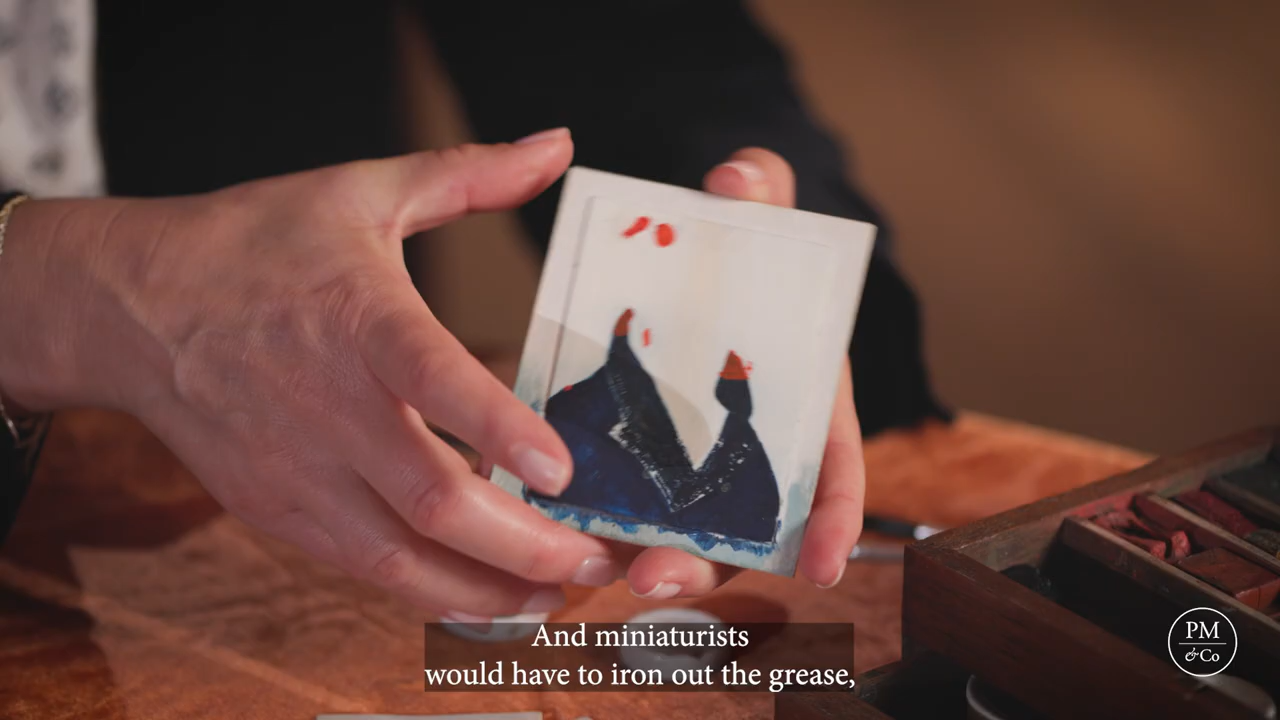 And miniaturists
would have to iron out the grease,
PM
&Co